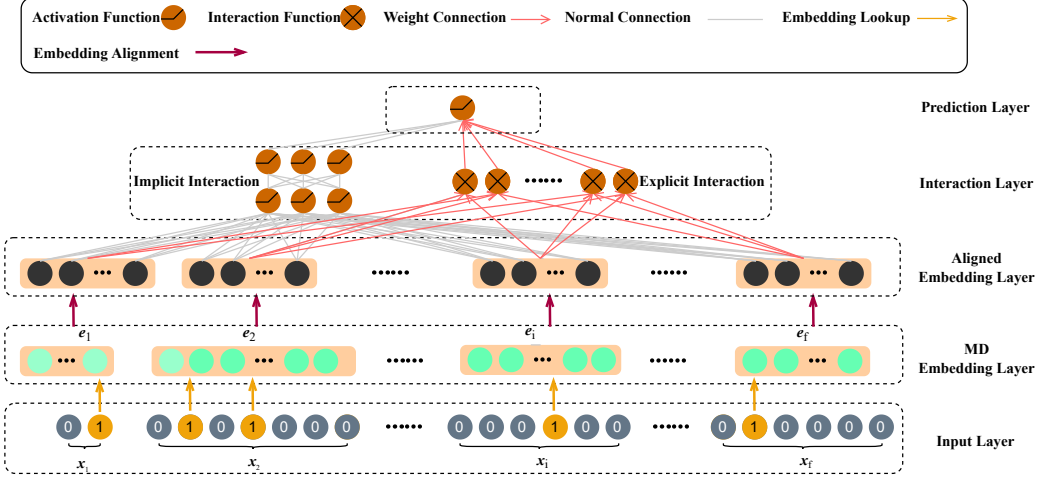 Activation Function Interaction Function Weight Connection Normal Connection Embedding Lookup
Embedding Alignment
Prediction Layer
Implicit Interaction ...... Explicit Interaction Interaction Layer
... ... ...... ... ...... ... Aligned
Embedding Layer
e1 e2 ei ef
... ... ...... ... ...... ... MD
Embedding Layer
0 1 0 1 0 1 0 0 0 ...... 0 0 0 1 0 0 ...... 0 1 0 0 0 0 Input Layer
x1 x2 xi xf